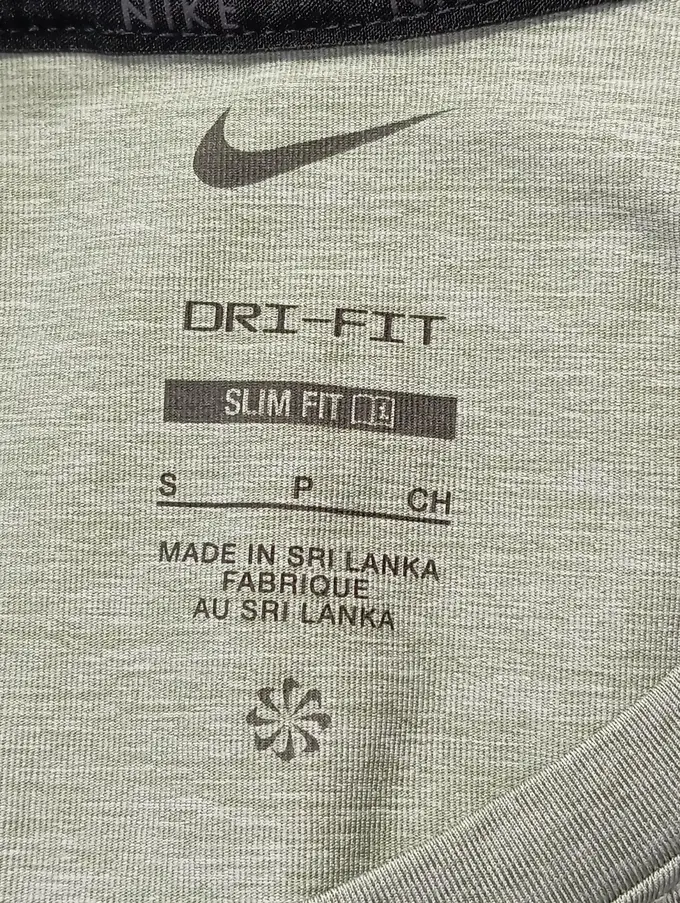 NIKE
DRI-FIT
SLIM FIT
S P CH
MADE IN SRI LANKA
FABRIQUE
AU SRI LANKA